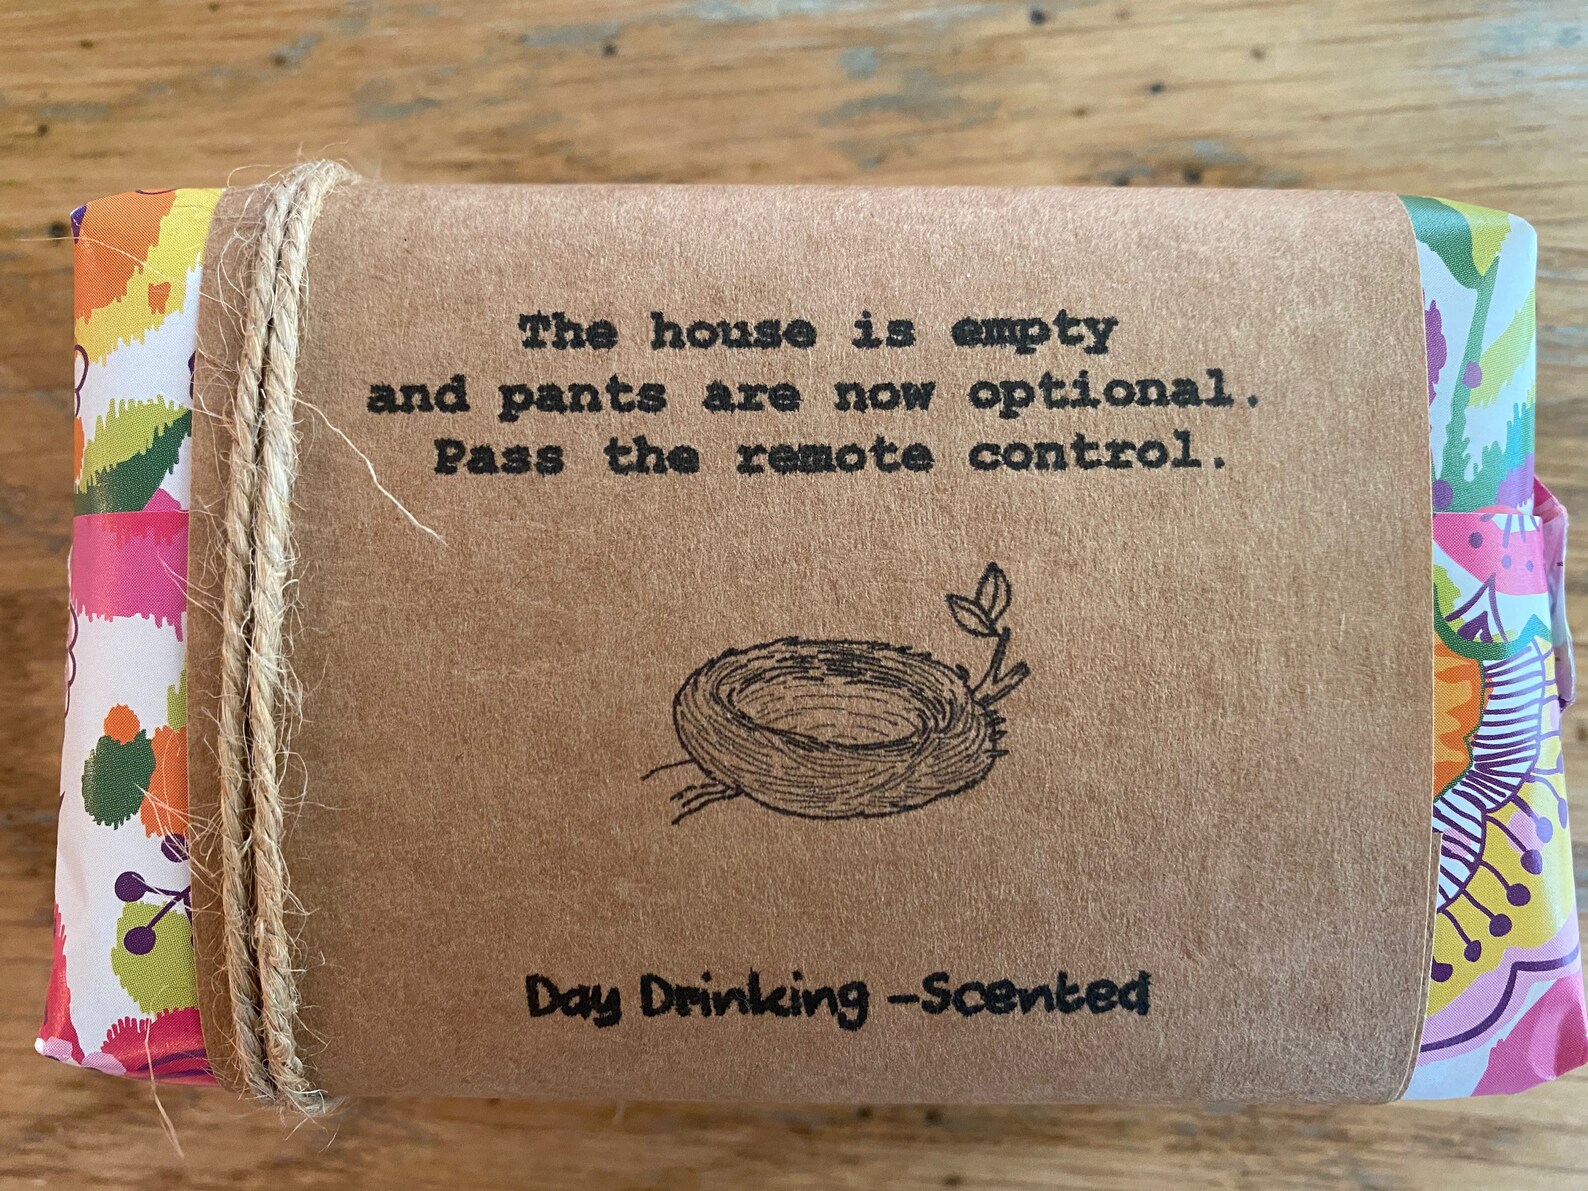 The house is empty
and pants are now optional.
Pass the remote control.
Day Drinking -Scented